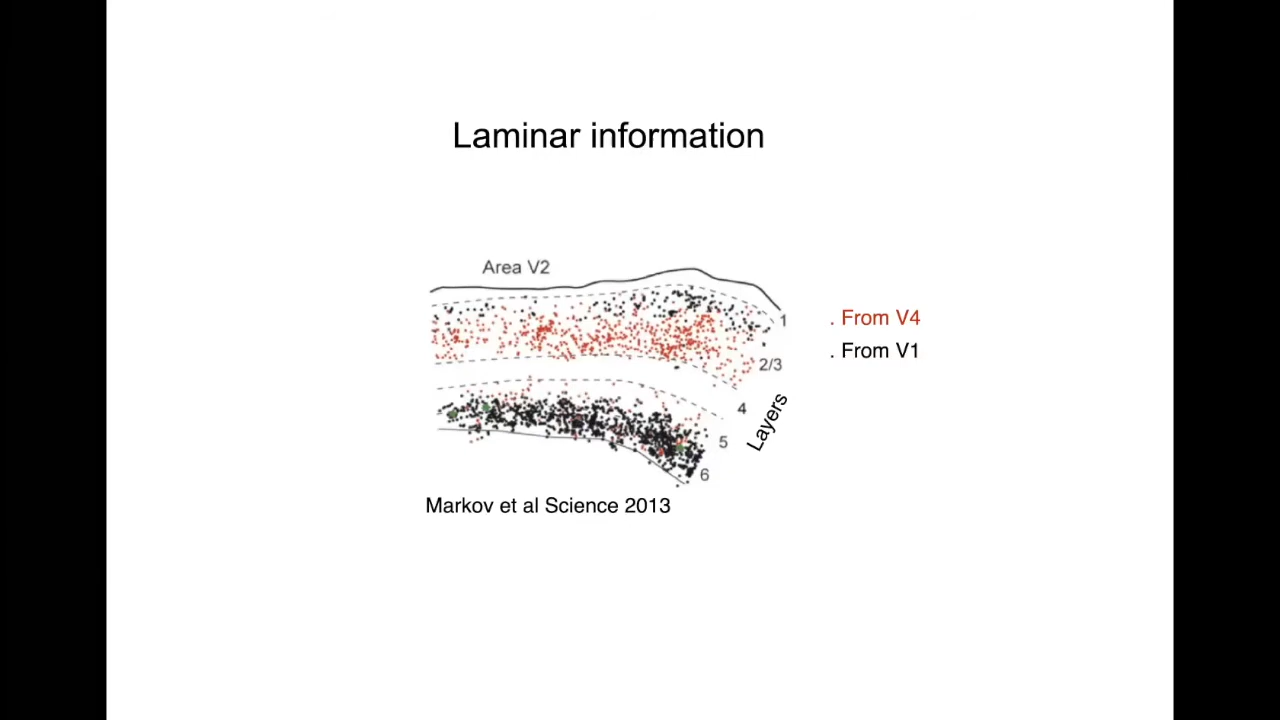 Laminar information
Area V2
1
. From V4
. From V1
2/3
4
Layers
5
6
Markov et al Science 2013